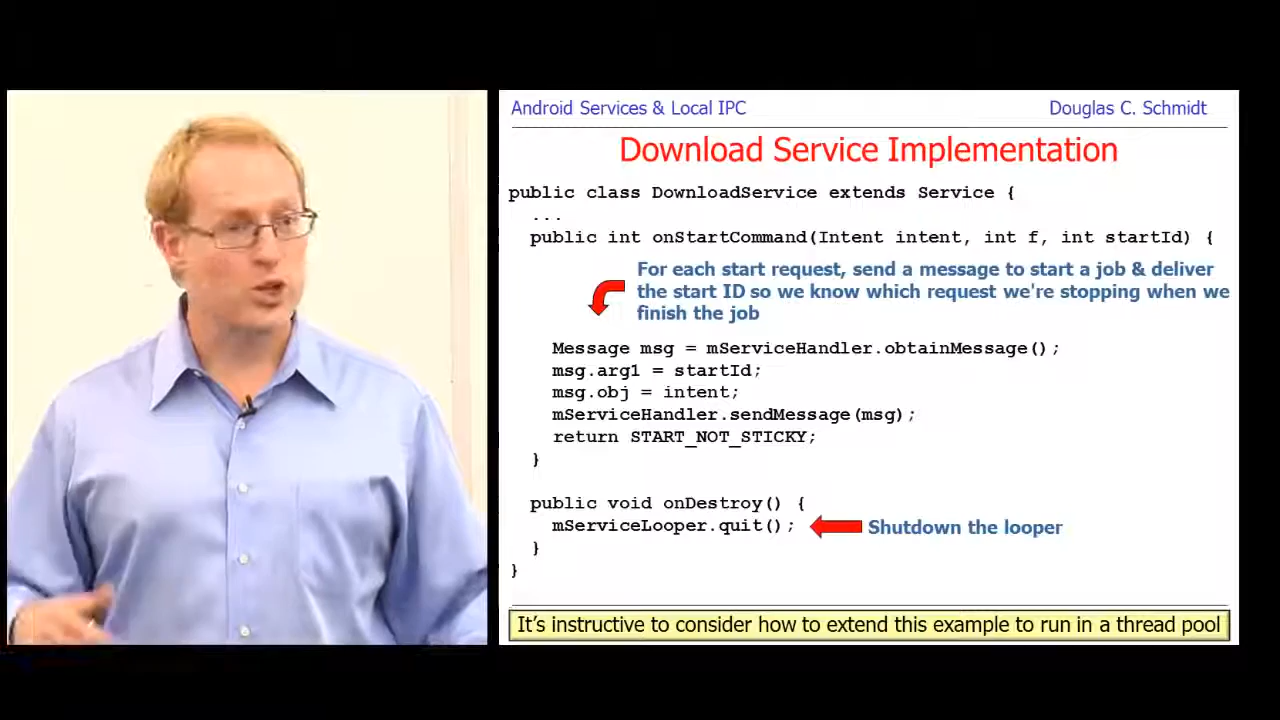 Android Services & Local IPC
Douglas C. Schmidt
Download Service Implementation
public class DownloadService extends Service {
...
public int onStartCommand(Intent intent, int f, int startId) {
For each start request, send a message to start a job & deliver
the start ID so we know which request we're stopping when we
finish the job
Message msg = mServiceHandler.obtainMessage();
msg.arg1 = startId;
msg.obj = intent;
mServiceHandler.sendMessage(msg);
return START_NOT_STICKY;
}
public void onDestroy() {
mServiceLooper.quit();
Shutdown the looper
}
}
It's instructive to consider how to extend this example to run in a thread pool